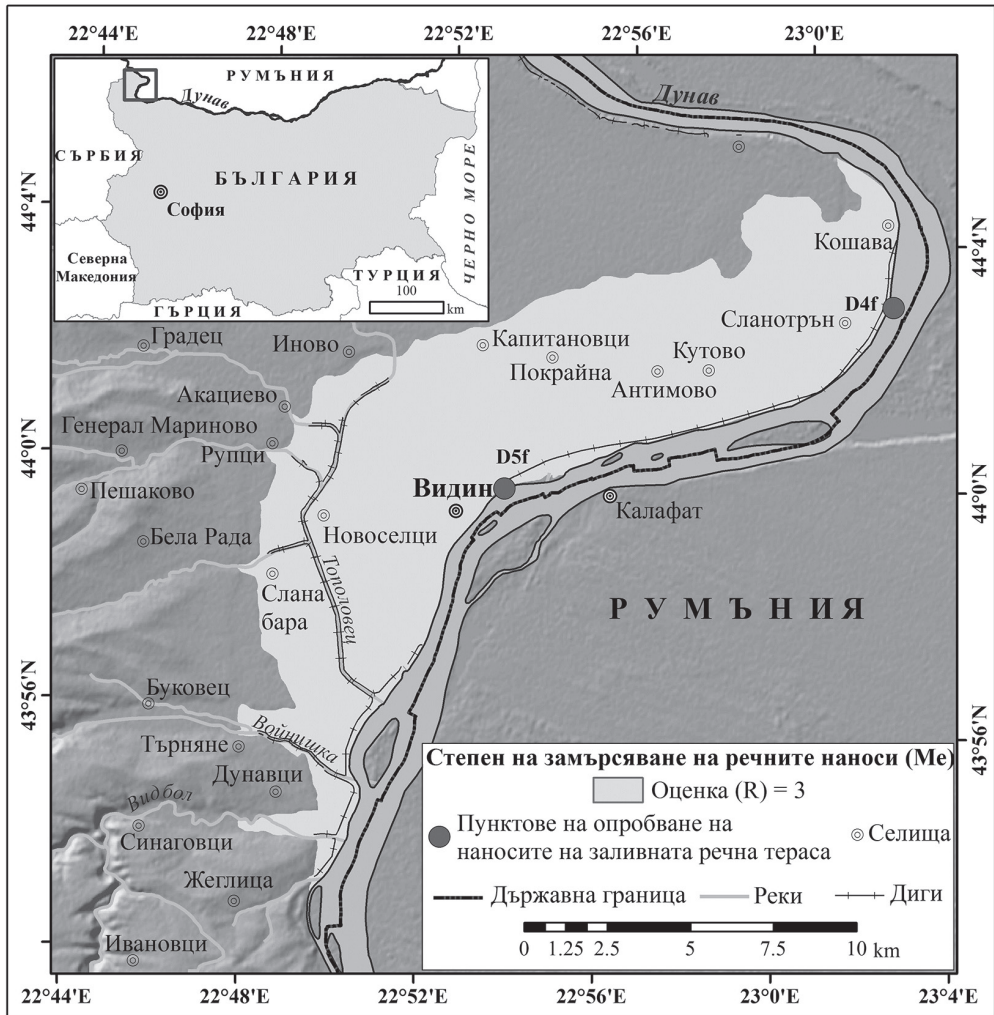 22°44'E 22°48'E 22°52'E 22°56'E 23°0'E
РУМЪНИЯ
Дунав
СЪРБИЯ
БЪЛГАРИЯ
София
ЧЕРНО МОРЕ
Северна
Македония
ТУРЦИЯ
ГЪРЦИЯ
100
km
Дунав
44°4'N
44°4'N
Кошава
D4f
Сланотрън
Градец
Иново
Капитановци
Покрайна
Кутово
Антимово
Акациево
Генерал Мариново
Рупци
44°0'N
44°0'N
D5f
Видин
Пешаково
Калафат
Новоселци
Бела Рада
Тополовец
Слана
бара
РУМЪНИЯ
43°56'N
43°56'N
Буковец
Войнишка
Търняне
Дунавци
Видбол
Синаговци
Жеглица
Ивановци
Степен на замърсяване на речните наноси (Me)
Оценка (R) = 3
Пунктове на опробване на
наносите на заливната речна тераса
Селища
Държавна граница Реки Диги
0 1.25 2.5 5 7.5 10 km
22°44'E 22°48'E 22°52'E 22°56'E 23°0'E 23°4'E